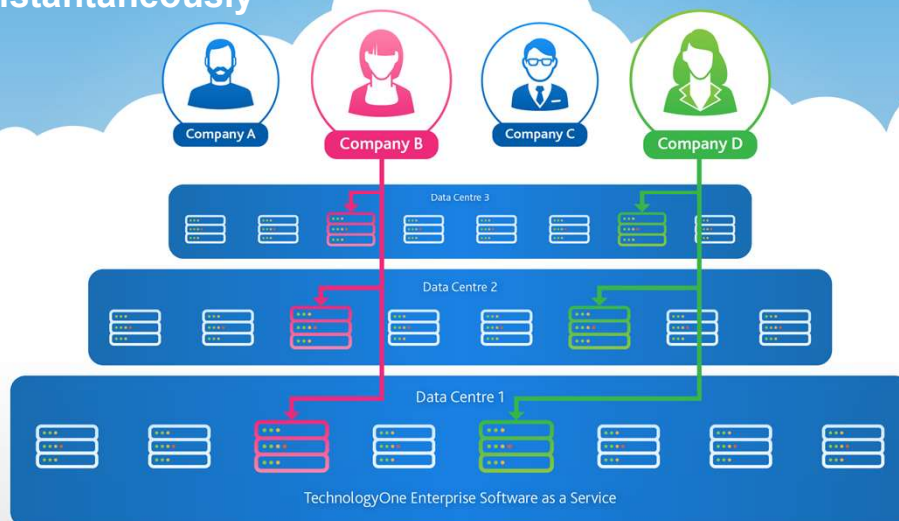 Company A
Company B
Company C
Company D
Data Centre 3
Data Centre 2
Data Centre 1
TechnologyOne Enterprise Software as a Service